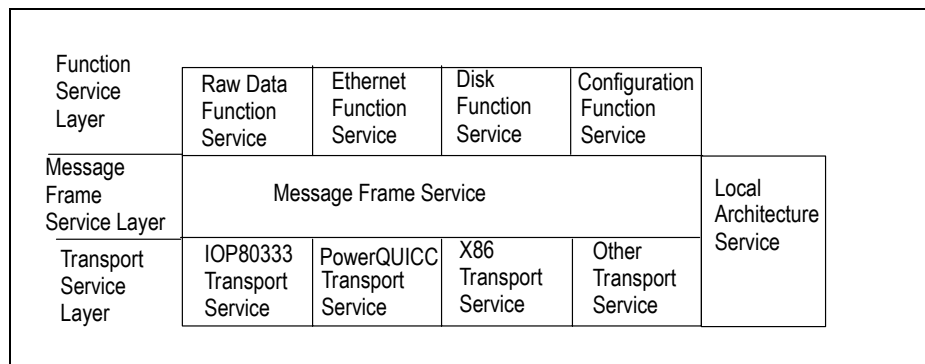 Function
Service
Layer
Raw Data
Function
Service
Ethernet
Function
Service
Disk
Function
Service
Configuration
Function
Service
Message
Frame
Service Layer
Message Frame Service
Local
Architecture
Service
Transport
Service
Layer
IOP80333
Transport
Service
PowerQUICC
Transport
Service
X86
Transport
Service
Other
Transport
Service